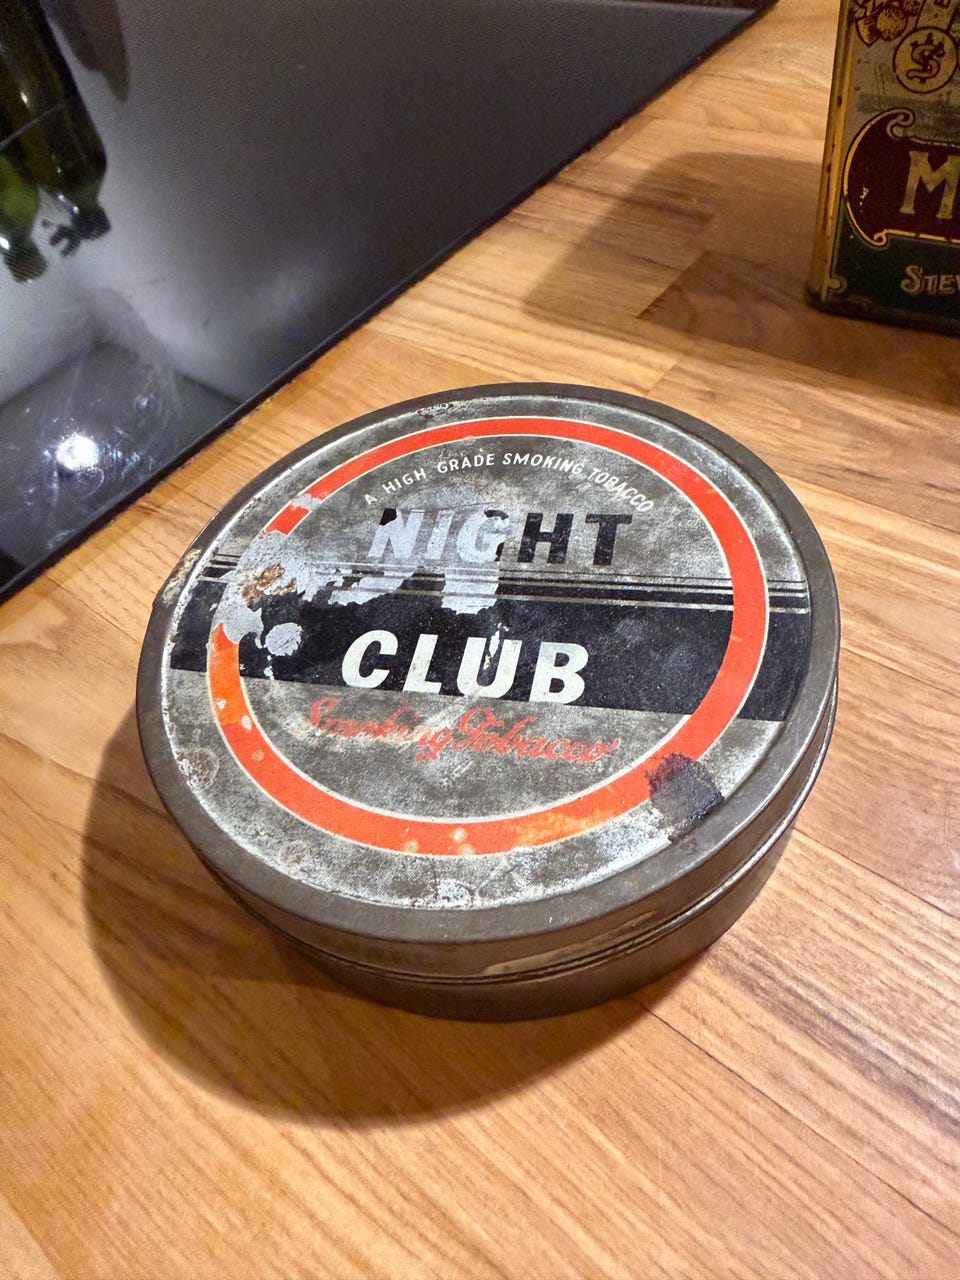 A HIGH GRADE SMOKING TOBACCO
NIGHT
CLUB
Smoking Tobacco
M
STEV